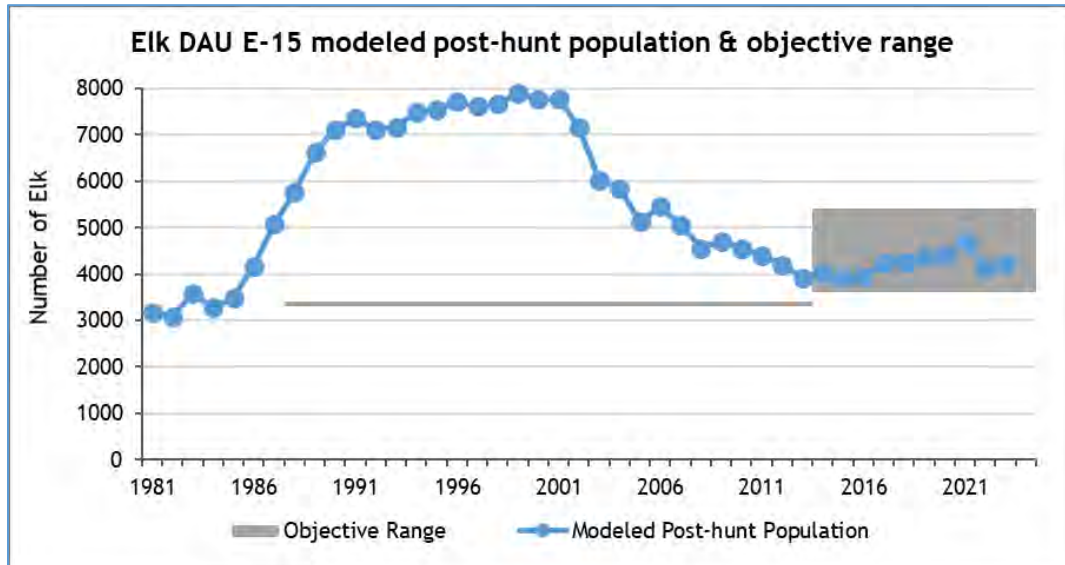 Elk DAU E-15 modeled post-hunt population & objective range
Number of Elk
8000
7000
6000
5000
4000
3000
2000
1000
0
1981 1986 1991 1996 2001 2006 2011 2016 2021
Objective Range Modeled Post-hunt Population